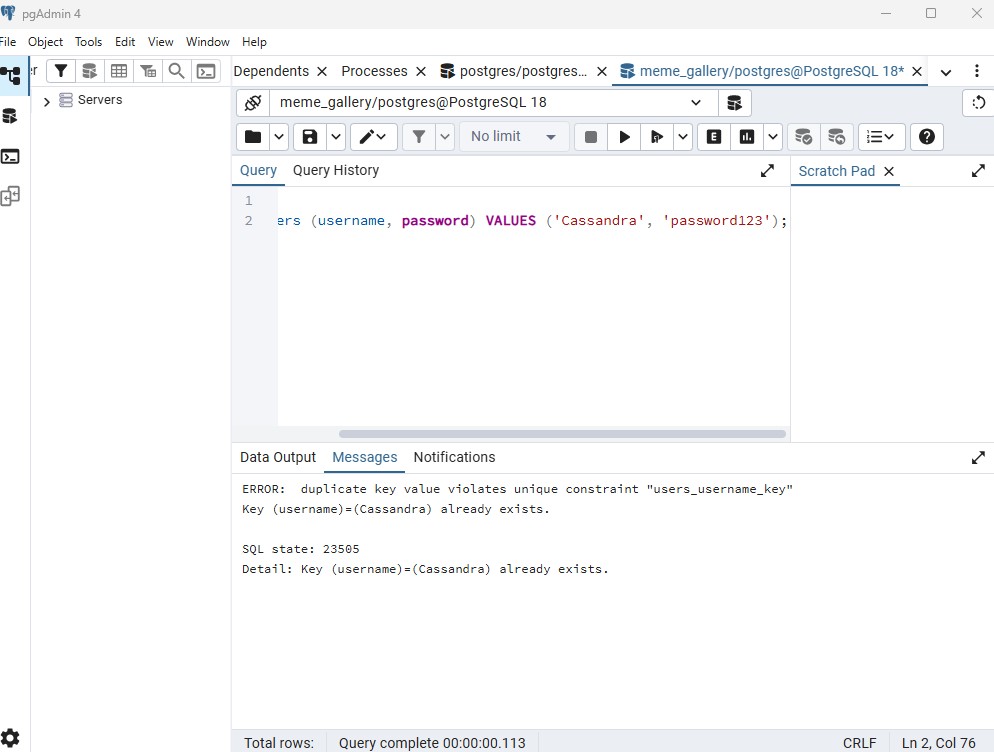 pgAdmin 4
File Object Tools Edit View Window Help
er Dependents Processes postgres/postgres... meme_gallery/postgres@PostgreSQL 18*
Servers
meme_gallery/postgres@PostgreSQL 18
No limit
E
Query Query History Scratch Pad
1
2 ers (username, password) VALUES ('Cassandra', 'password123');
Data Output Messages Notifications
ERROR: duplicate key value violates unique constraint "users_username_key"
Key (username)=(Cassandra) already exists.
SQL state: 23505
Detail: Key (username)=(Cassandra) already exists.
Total rows: Query complete 00:00:00.113 CRLF Ln 2, Col 76